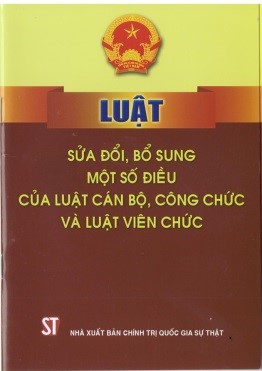 LUẬT
SỬA ĐỔI, BỔ SUNG
MỘT SỐ ĐIỀU
CỦA LUẬT CÁN BỘ, CÔNG CHỨC
VÀ LUẬT VIÊN CHỨC
ST NHÀ XUẤT BẢN CHÍNH TRỊ QUỐC GIA SỰ THẬT